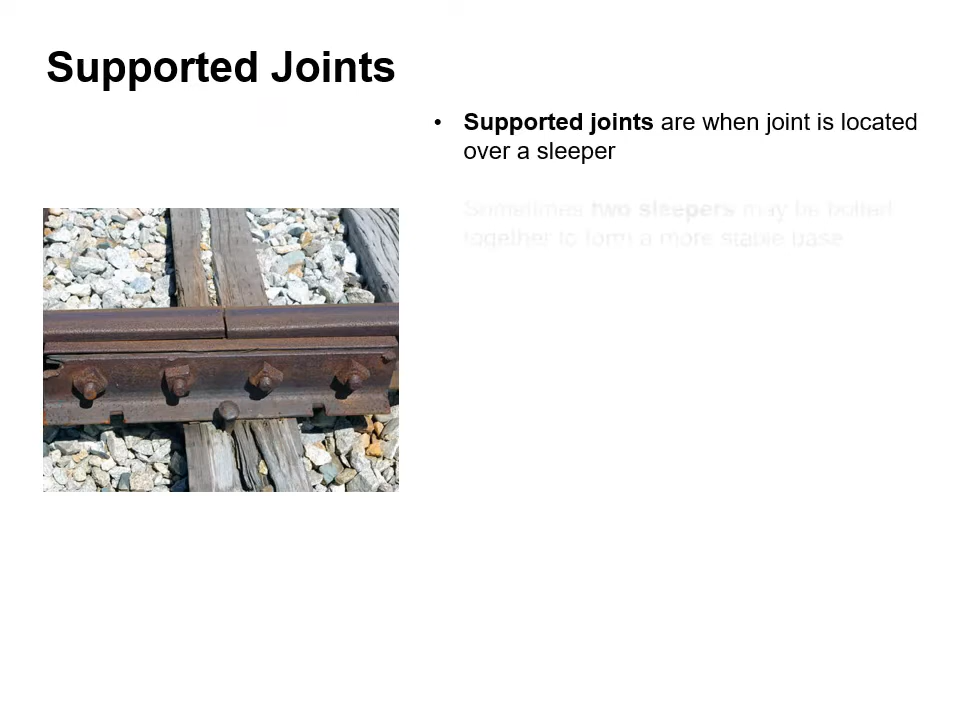 Supported Joints
• Supported joints are when joint is located
over a sleeper
Sometimes two sleepers may be bolted
together to form a more stable base